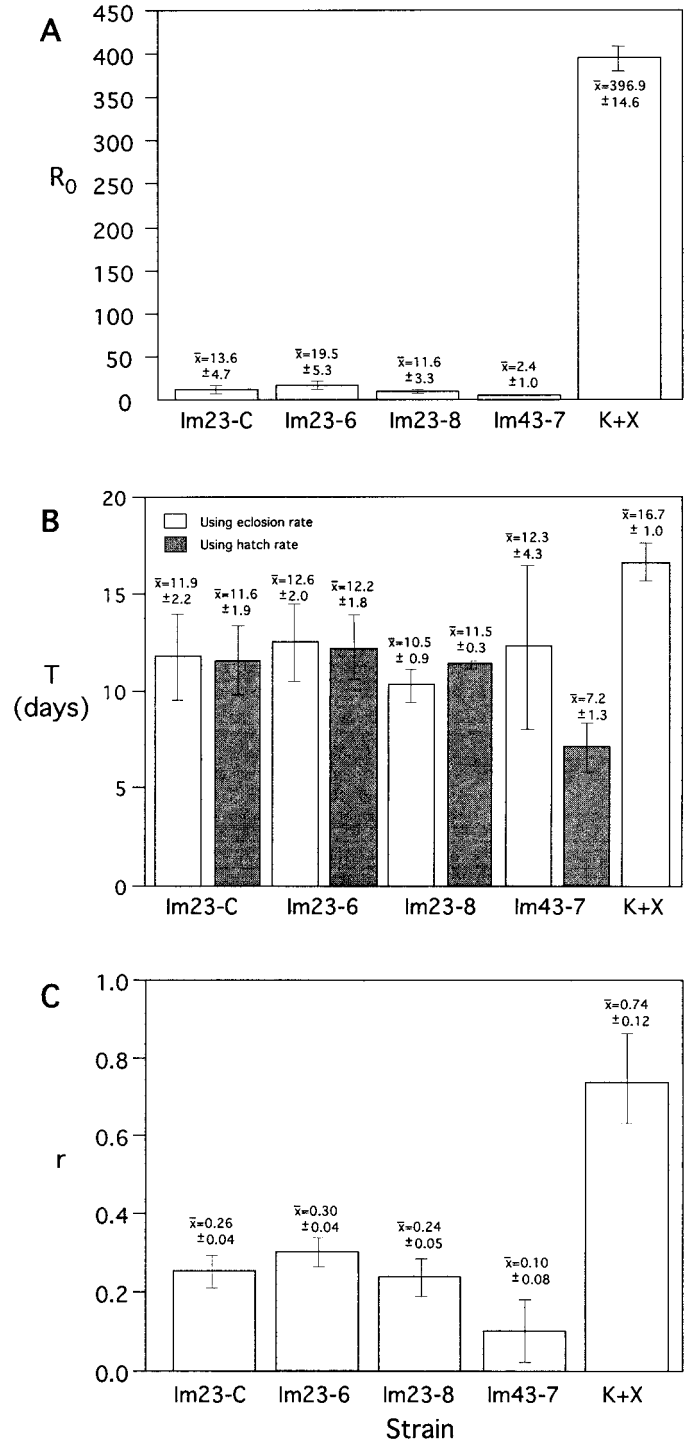 A
450
400
350
300
250
200
150
100
50
0
R0
x̄=13.6
±4.7
x̄=19.5
±5.3
x̄=11.6
±3.3
x̄=2.4
±1.0
x̄=396.9
±14.6
Im23-C Im23-6 Im23-8 Im43-7 K+X
B
20
15
10
5
0
T
(days)
Using eclosion rate
Using hatch rate
x̄=11.9
±2.2
x̄=11.6
±1.9
x̄=12.6
±2.0
x̄=12.2
±1.8
x̄=10.5
± 0.9
x̄=11.5
±0.3
x̄=12.3
±4.3
x̄=7.2
±1.3
x̄=16.7
± 1.0
Im23-C Im23-6 Im23-8 Im43-7 K+X
C
1.0
0.8
0.6
0.4
0.2
0.0
r
x̄=0.26
±0.04
x̄=0.30
±0.04
x̄=0.24
±0.05
x̄=0.10
±0.08
x̄=0.74
±0.12
Im23-C Im23-6 Im23-8 Im43-7 K+X
Strain